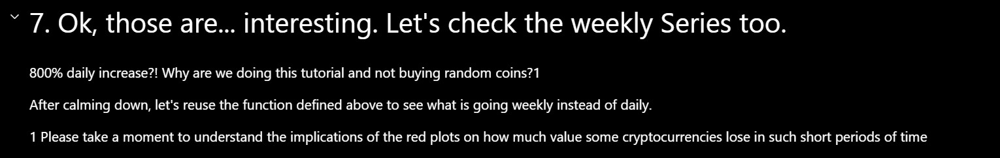 7. Ok, those are... interesting. Let's check the weekly Series too.
800% daily increase?! Why are we doing this tutorial and not buying random coins?1
After calming down, let's reuse the function defined above to see what is going weekly instead of daily.
1 Please take a moment to understand the implications of the red plots on how much value some cryptocurrencies lose in such short periods of time